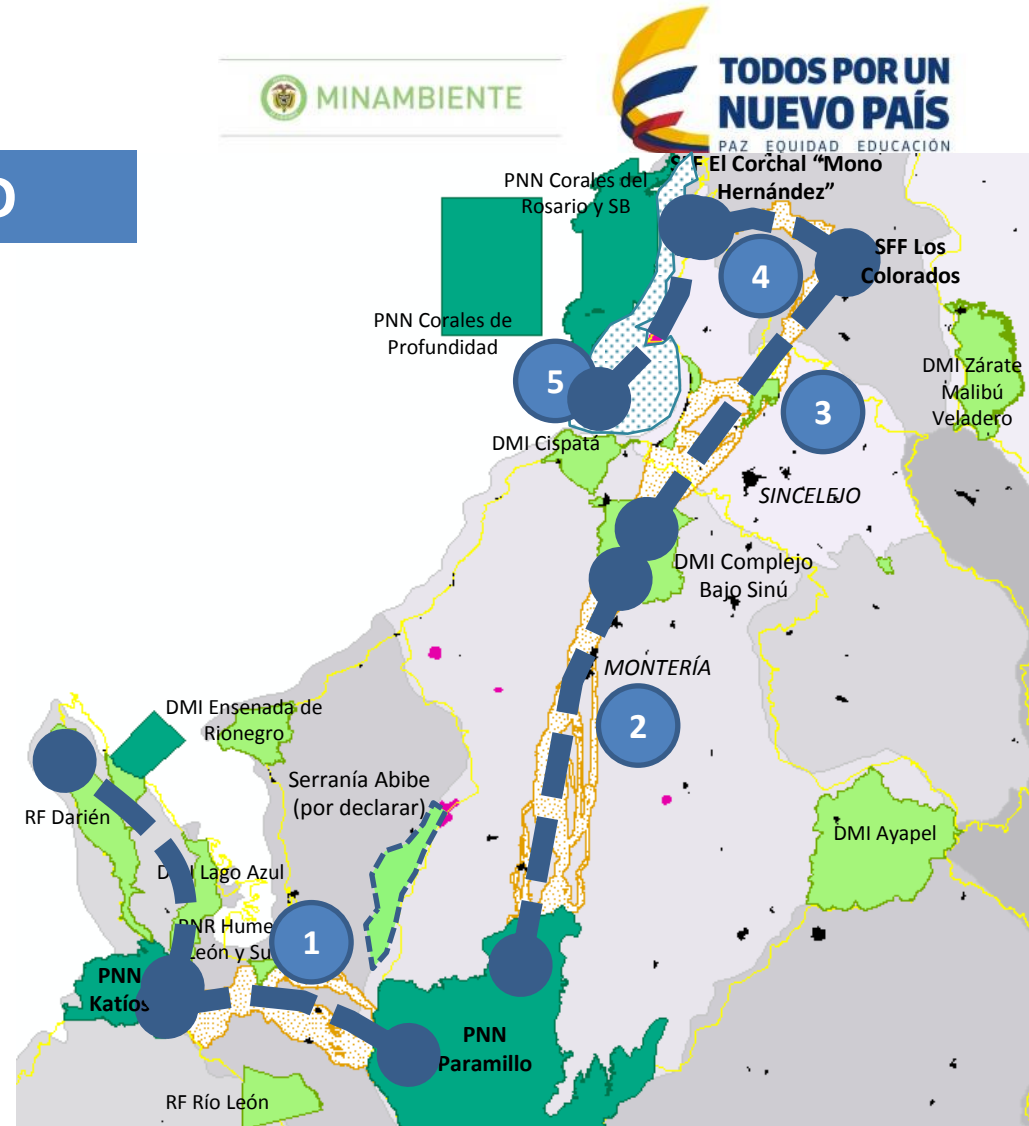 MINAMBIENTE
TODOS POR UN
NUEVO PAÍS
PAZ EQUIDAD EDUCACIÓN
O
El Corchal “Mono
Hernández”
PNN Corales del
Rosario y SB
SFF Los
Colorados
4
PNN Corales de
Profundidad
5
3
DMI Zárate
Malibú
Veladero
DMI Cispatá
SINCELEJO
DMI Complejo
Bajo Sinú
MONTERÍA
2
DMI Ensenada de
Rionegro
Serranía Abibe
(por declarar)
RF Darién
DMI Ayapel
Lago Azul
1
León y
PNN
Katíos
PNN
Paramillo
RF Río León